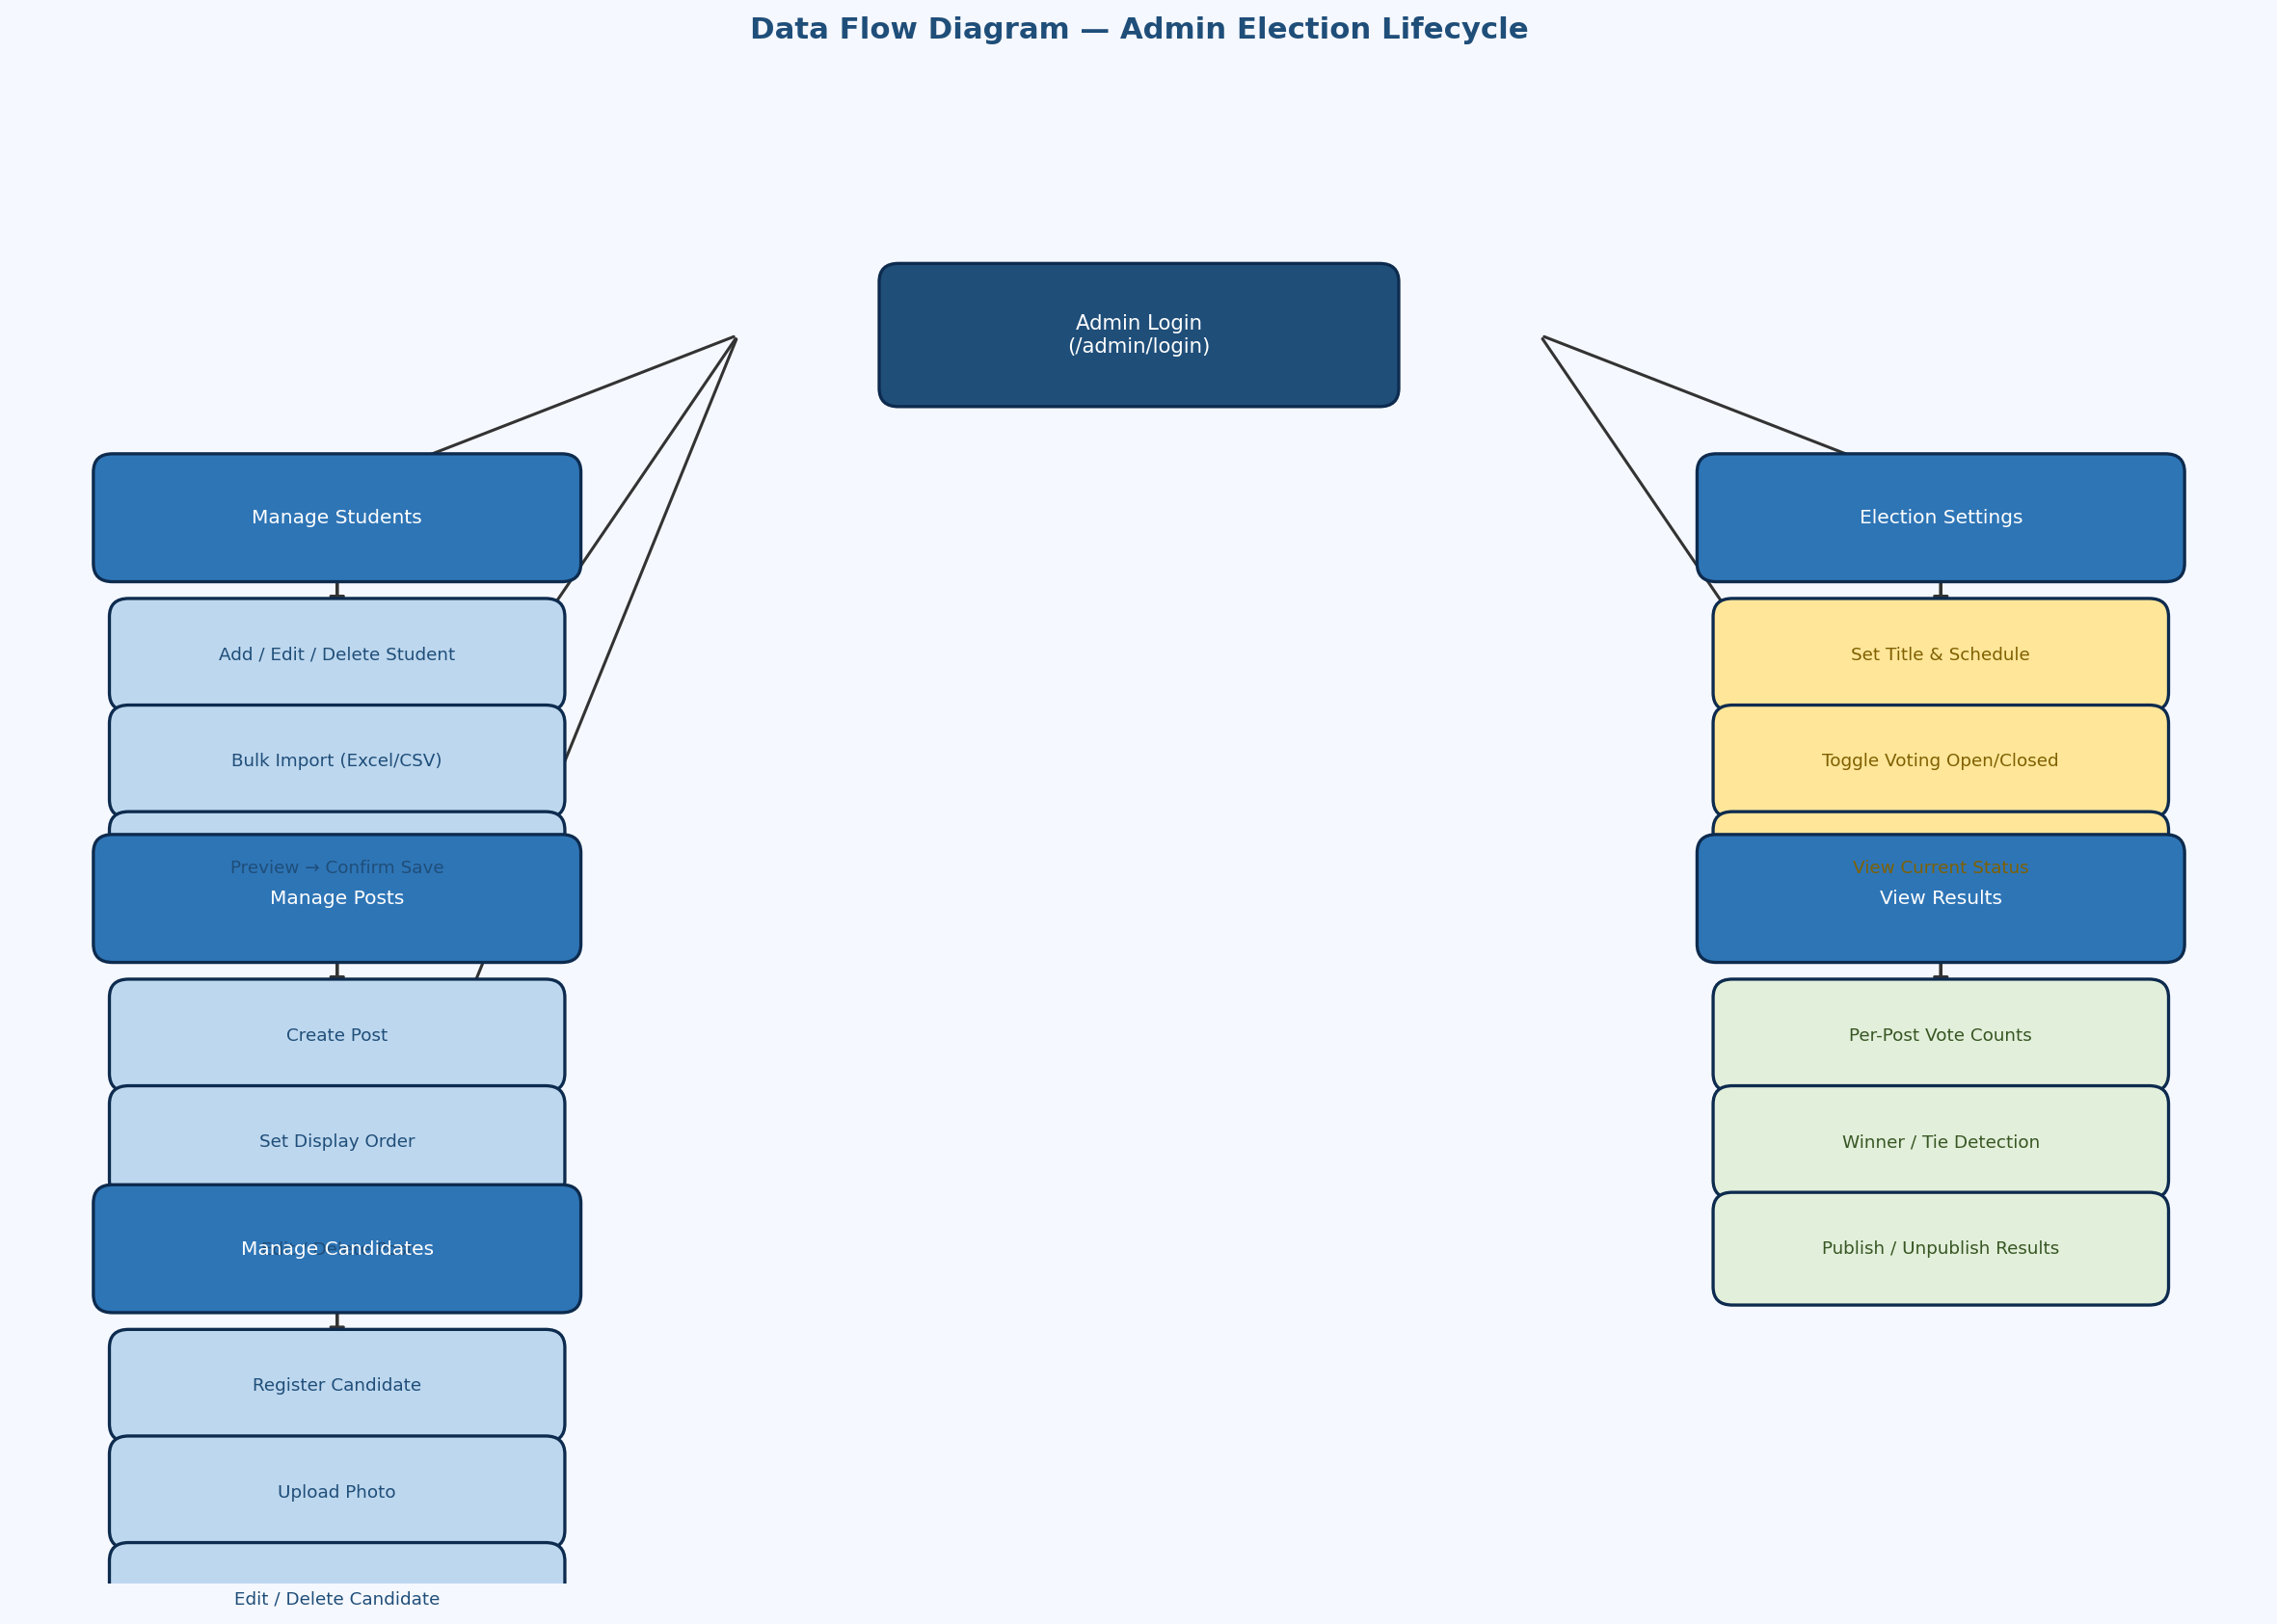 Data Flow Diagram — Admin Election Lifecycle
Admin Login
(/admin/login)
Manage Students
Add / Edit / Delete Student
Bulk Import (Excel/CSV)
Preview → Confirm Save
Manage Posts
Create Post
Set Display Order
Manage Candidates
Register Candidate
Upload Photo
Edit / Delete Candidate
Election Settings
Set Title & Schedule
Toggle Voting Open/Closed
View Current Status
View Results
Per-Post Vote Counts
Winner / Tie Detection
Publish / Unpublish Results